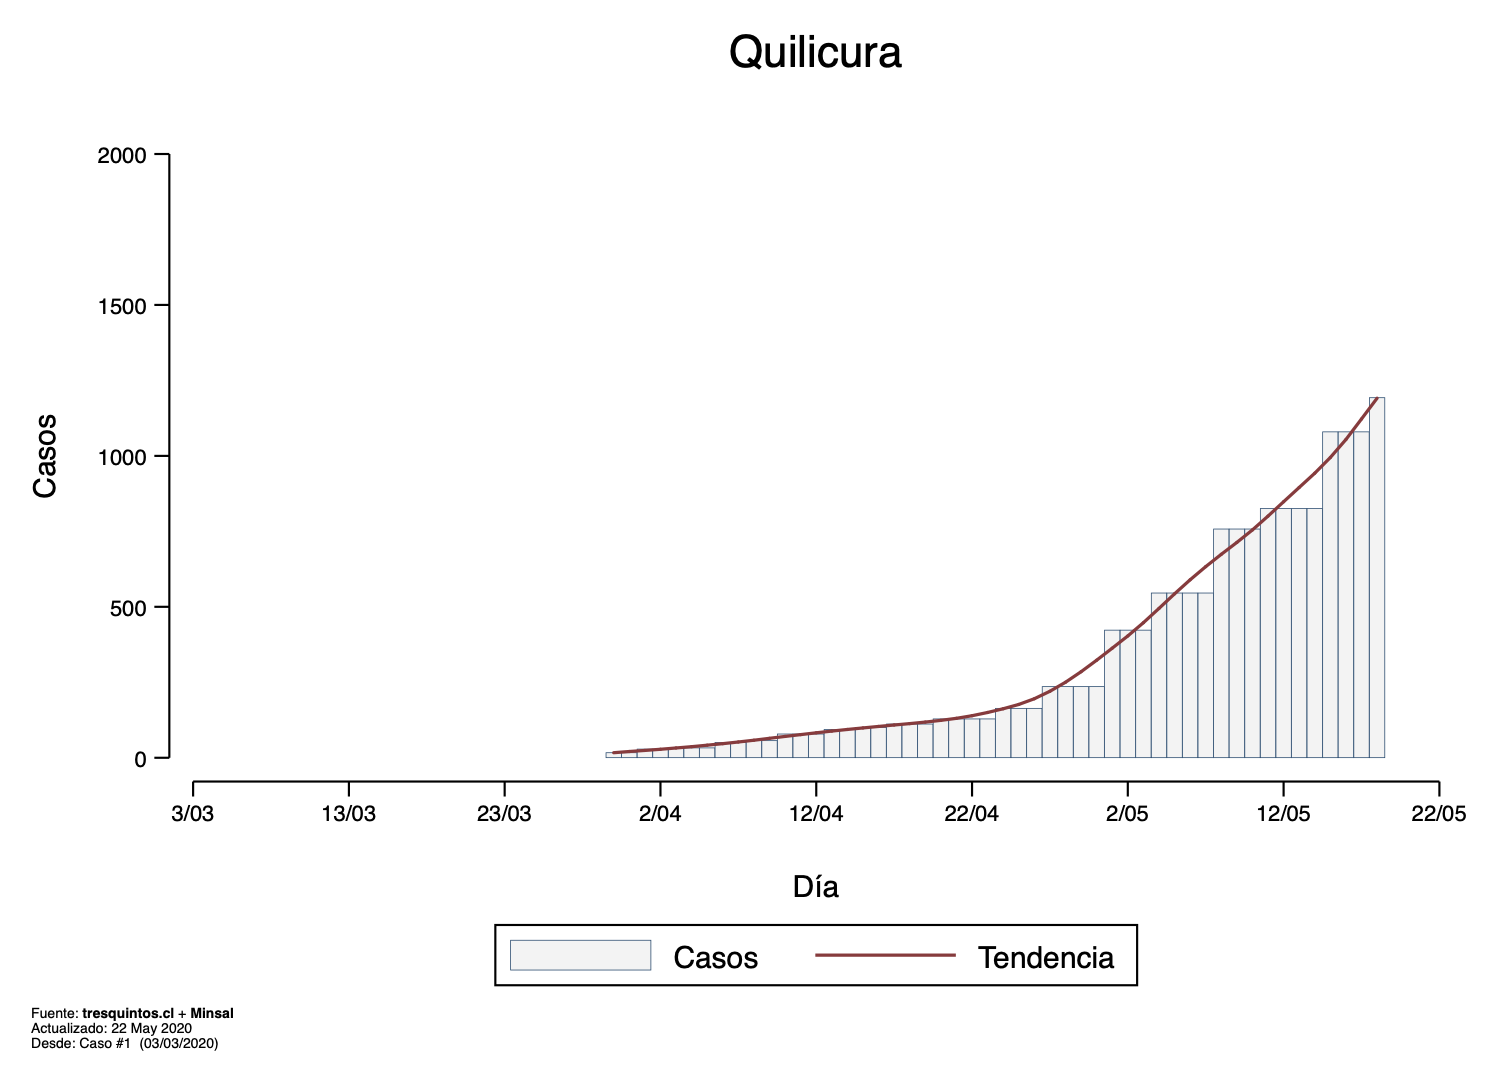 Quilicura
2000
1500
1000
500
0
Casos
3/03 13/03 23/03 2/04 12/04 22/04 2/05 12/05 22/05
Día
Casos Tendencia
Fuente: tresquintos.cl + Minsal
Actualizado: 22 May 2020
Desde: Caso #1 (03/03/2020)